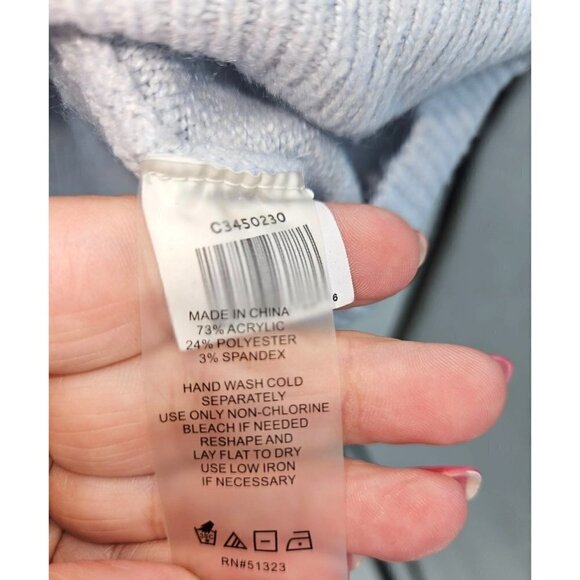 C3450230
6
MADE IN CHINA
73% ACRYLIC
24% POLYESTER
3% SPANDEX
HAND WASH COLD
SEPARATELY
USE ONLY NON-CHLORINE
BLEACH IF NEEDED
RESHAPE AND
LAY FLAT TO DRY
USE LOW IRON
IF NECESSARY
RN#51323